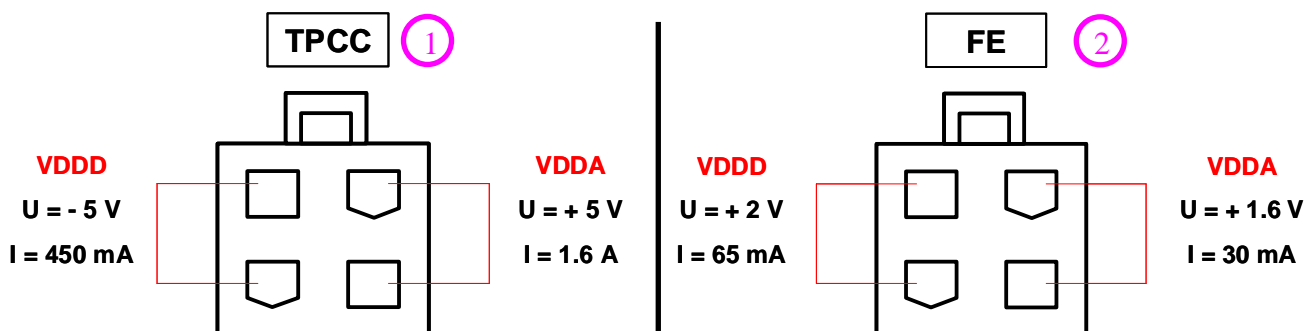 TPCC 1
VDDD
U = - 5 V
I = 450 mA
VDDA
U = + 5 V
I = 1.6 A
FE 2
VDDD
U = + 2 V
I = 65 mA
VDDA
U = + 1.6 V
I = 30 mA